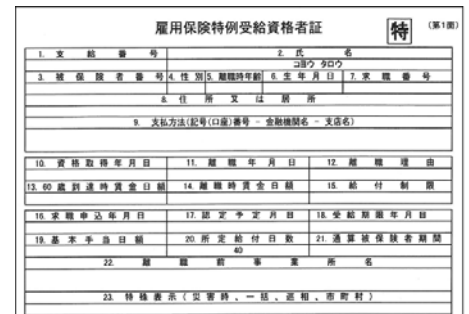 雇用保険特例受給資格者証
特
(第1面)
1. 支給番号 2. 氏名
コヨウ タロウ
3. 被保険者番号 4. 性別 5. 離職時年齢 6. 生年月日 7. 求職番号
8. 住所又は居所
9. 支払方法(記号(口座)番号 - 金融機関名 - 支店名)
10. 資格取得年月日 11. 離職年月日 12. 離職理由
13. 60歳到達時賃金日額 14. 離職時賃金日額 15. 給付制限
16. 求職申込年月日 17. 認定予定月日 18. 受給期限年月日
19. 基本手当日額 20. 所定給付日数 21. 通算被保険者期間
40
22. 離職前事業所名
23. 特殊表示(災害時、一括、巡相、市町村)